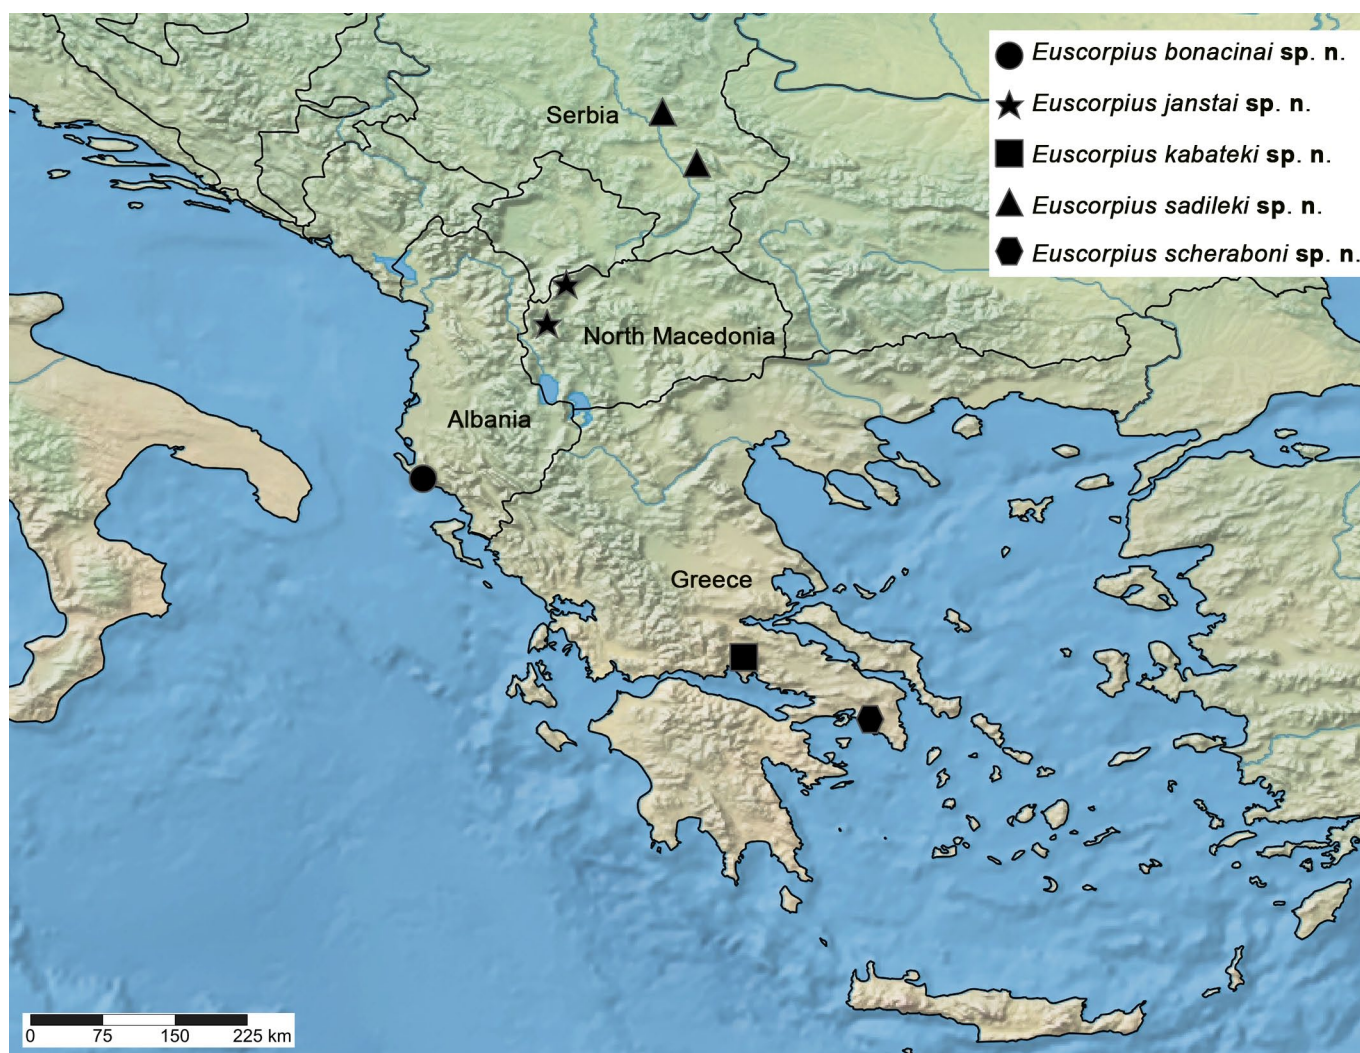 Euscorpius bonacinai sp. n.
Euscorpius janstai sp. n.
Euscorpius kabateki sp. n.
Euscorpius sadileki sp. n.
Euscorpius scheraboni sp. n.
Serbia
North Macedonia
Albania
Greece
0 75 150 225 km